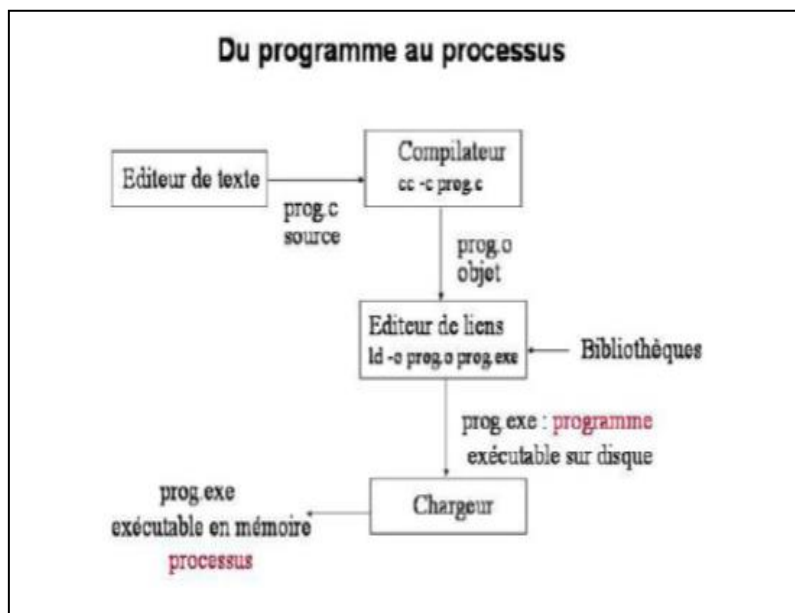 Du programme au processus
Editeur de texte
prog.c
source
Compilateur
cc -c prog.c
prog.o
objet
Editeur de liens
ld -o prog.o prog.exe
Bibliothèques
prog.exe : programme
exécutable sur disque
Chargeur
prog.exe
exécutable en mémoire
processus